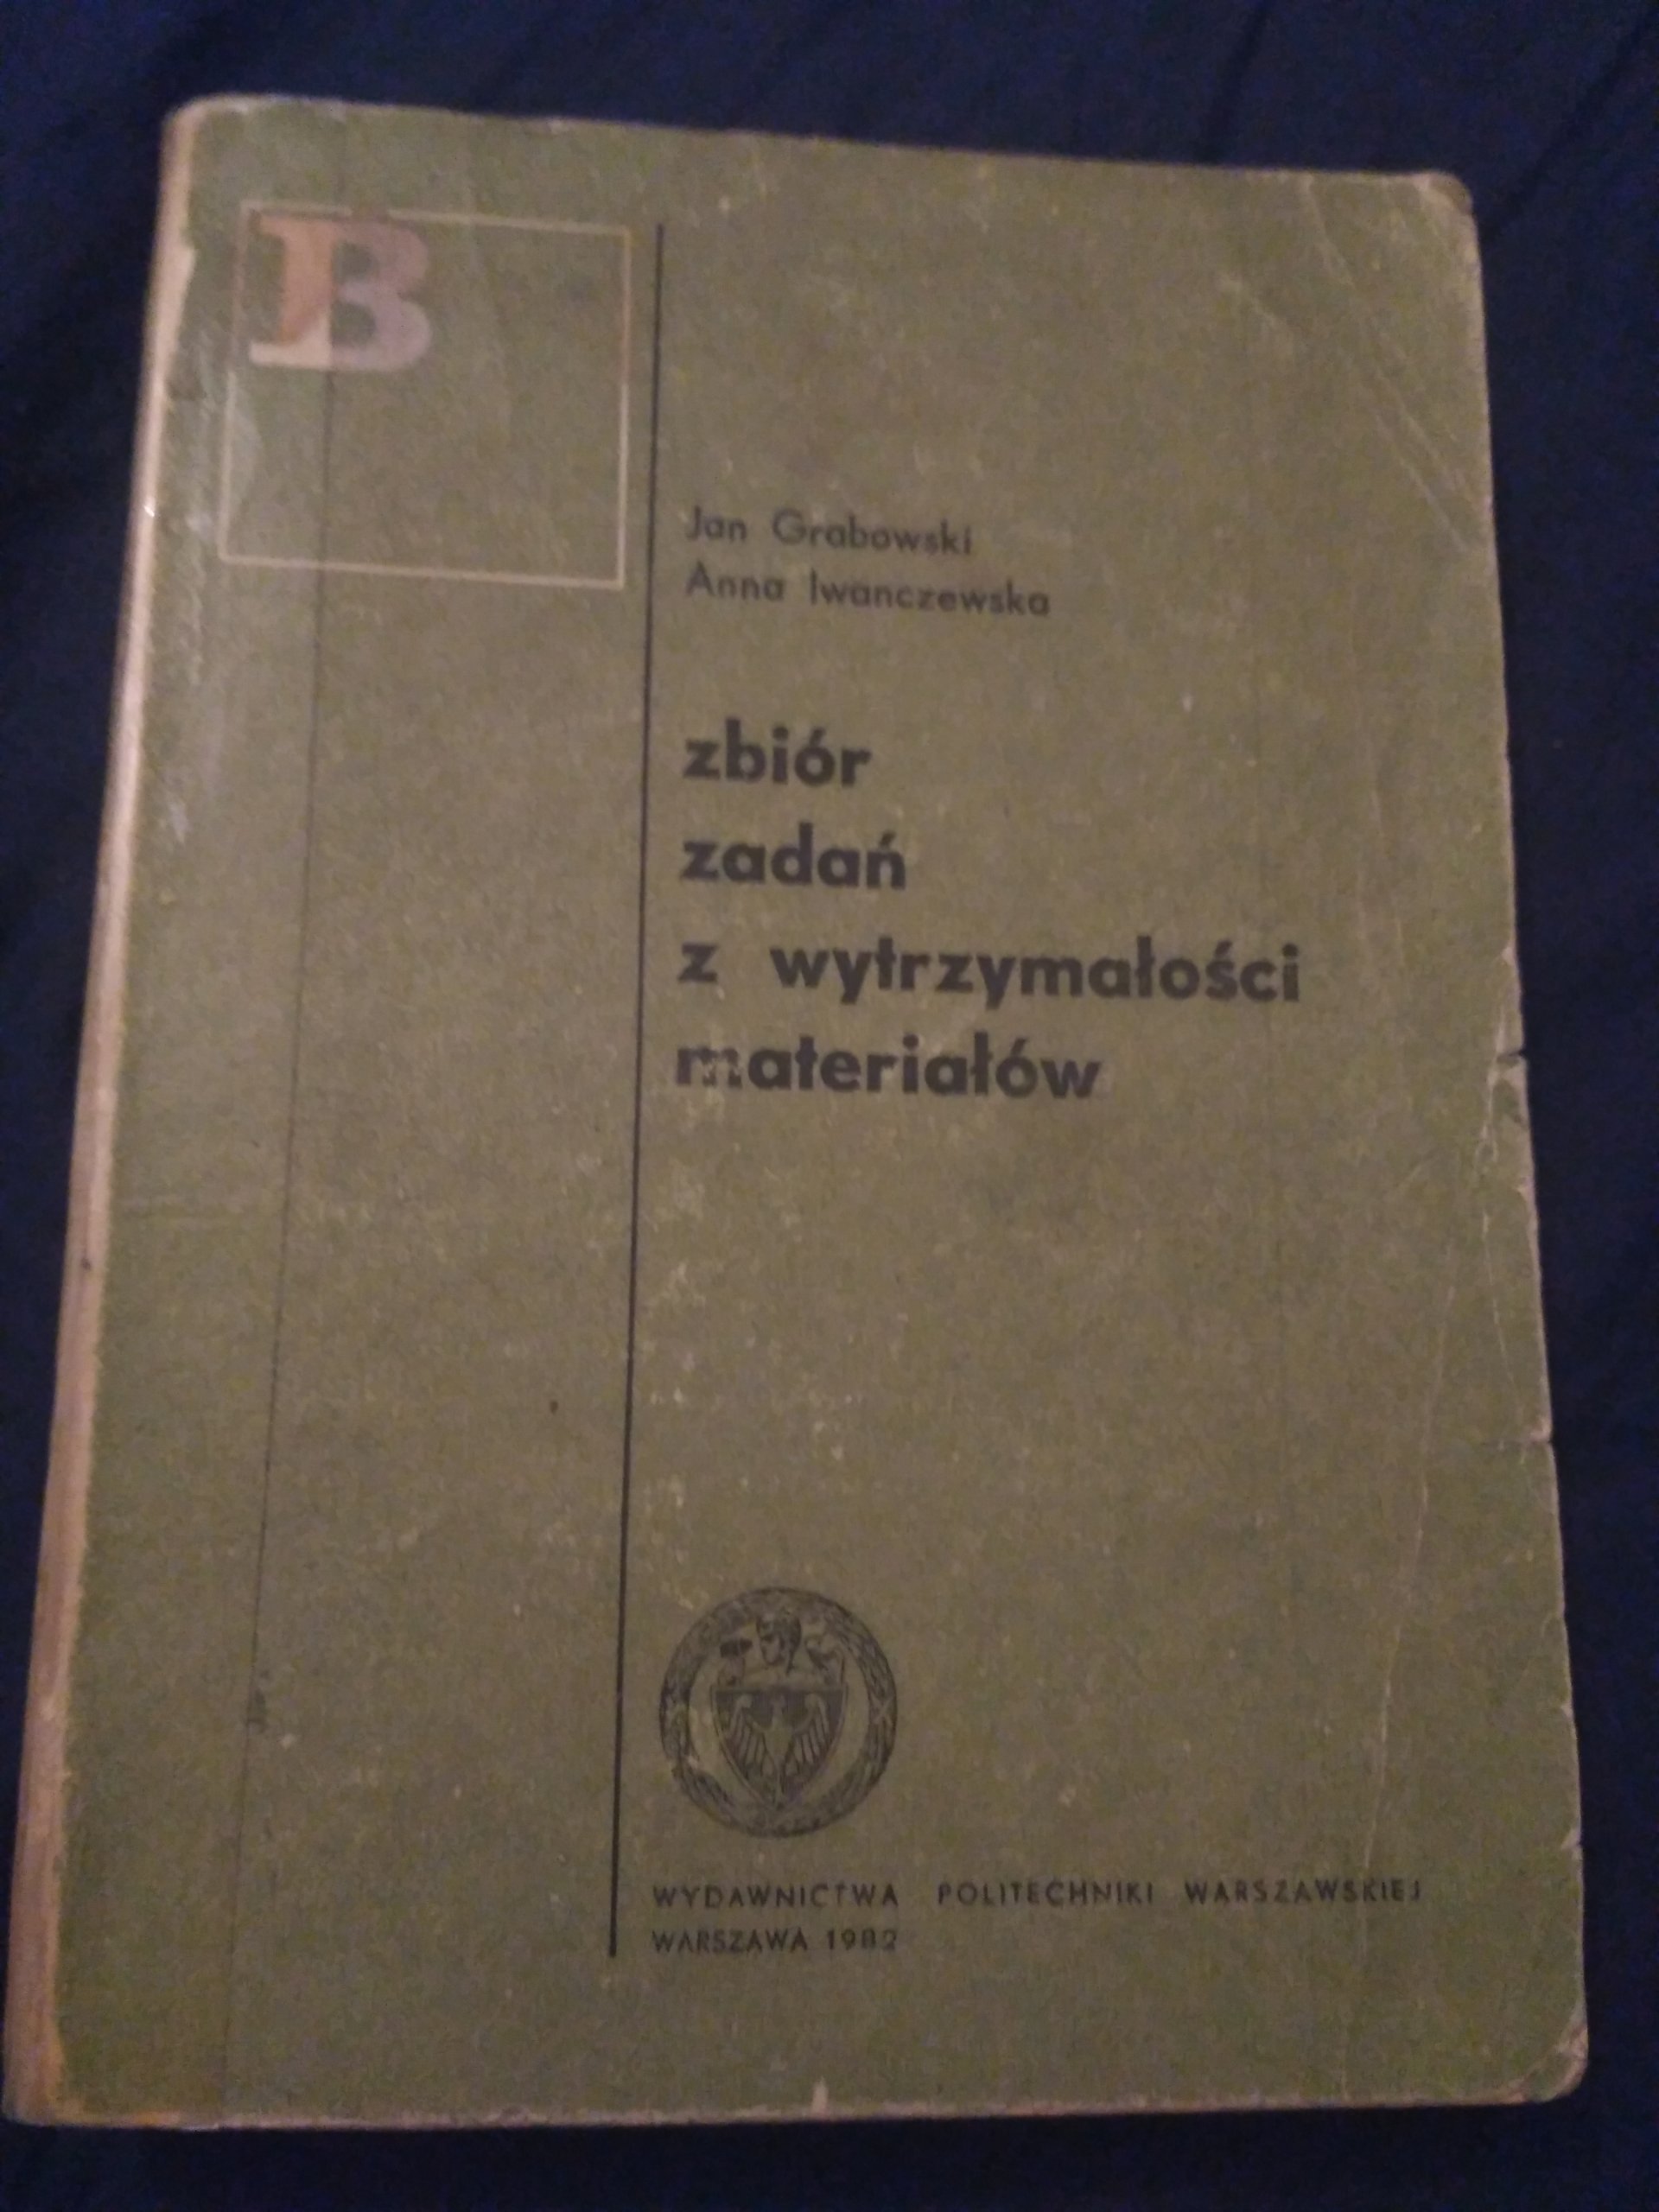 B
Jan Grabowski
Anna Iwanczewska
zbiór
zadań
z wytrzymałości
materiałów
WYDAWNICTWA POLITECHNIKI WARSZAWSKIEJ
WARSZAWA 1982